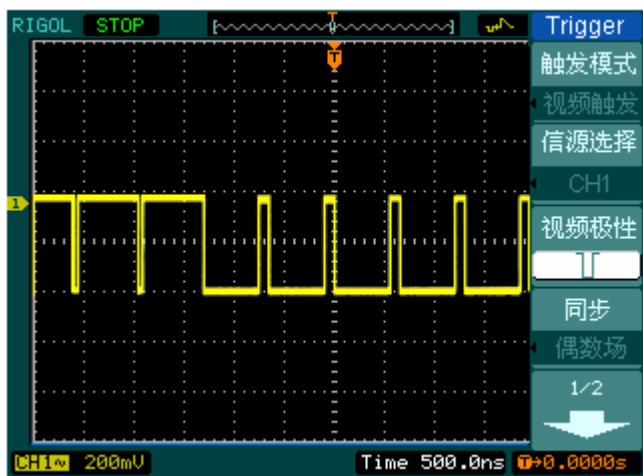 RIGOL STOP
T
Trigger
触发模式
视频触发
信源选择
CH1
视频极性
同步
偶数场
1/2
1
CH1~ 200mV Time 500.0ns T→0.0000s